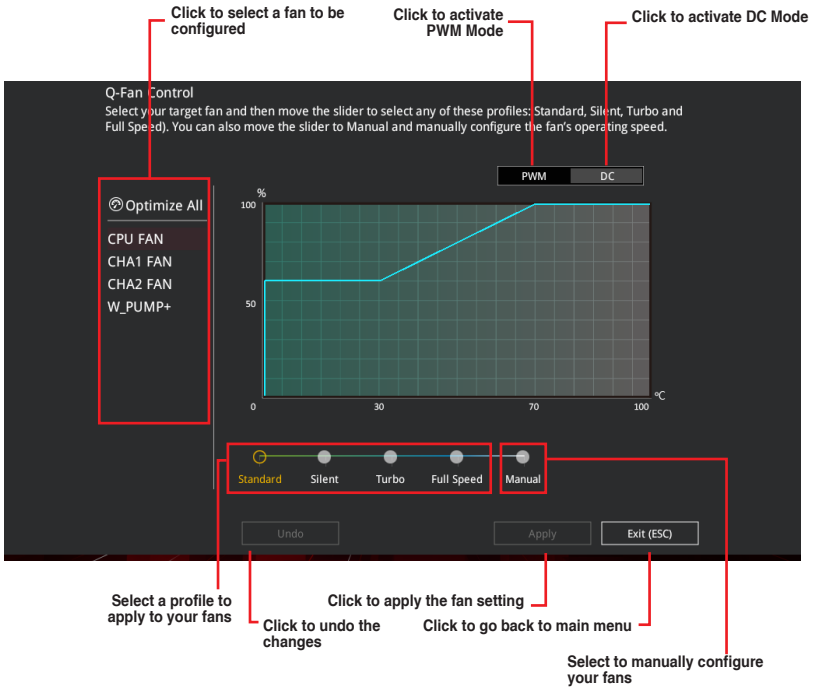 Click to select a fan to be
configured
Click to activate
PWM Mode
Click to activate DC Mode
Q-Fan Control
Select your target fan and then move the slider to select any of these profiles: Standard, Silent, Turbo and
Full Speed). You can also move the slider to Manual and manually configure the fan's operating speed.
PWM
DC
Optimize All
CPU FAN
CHA1 FAN
CHA2 FAN
W_PUMP+
%
100
50
0
30
70
100
ºC
Standard
Silent
Turbo
Full Speed
Manual
Undo
Apply
Exit (ESC)
Select a profile to
apply to your fans
Click to undo the
changes
Click to apply the fan setting
Click to go back to main menu
Select to manually configure
your fans